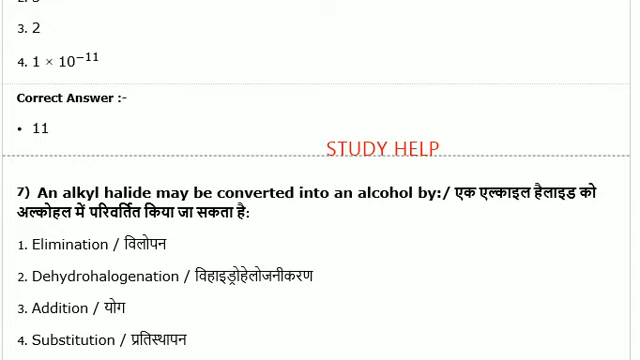 3. 2
4. 1 × 10⁻¹¹
Correct Answer :-
• 11
STUDY HELP
7) An alkyl halide may be converted into an alcohol by:/ एक एल्काइल हैलाइड को
अल्कोहल में परिवर्तित किया जा सकता है:
1. Elimination / विलोपन
2. Dehydrohalogenation / विहाइड्रोहेलोजनीकरण
3. Addition / योग
4. Substitution / प्रतिस्थापन